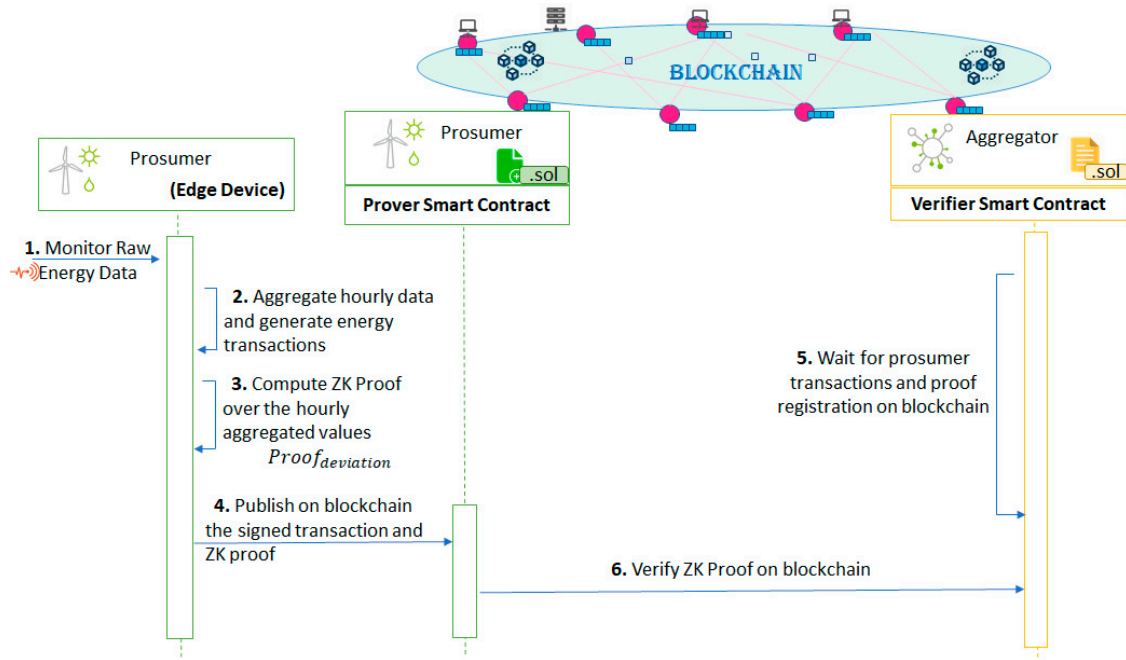 BLOCKCHAIN
Prosumer
(Edge Device)
Prosumer
.sol
Prover Smart Contract
Aggregator
.sol
Verifier Smart Contract
1. Monitor Raw
Energy Data
2. Aggregate hourly data
and generate energy
transactions
3. Compute ZK Proof
over the hourly
aggregated values
Proof_deviation
4. Publish on blockchain
the signed transaction and
ZK proof
5. Wait for prosumer
transactions and proof
registration on blockchain
6. Verify ZK Proof on blockchain